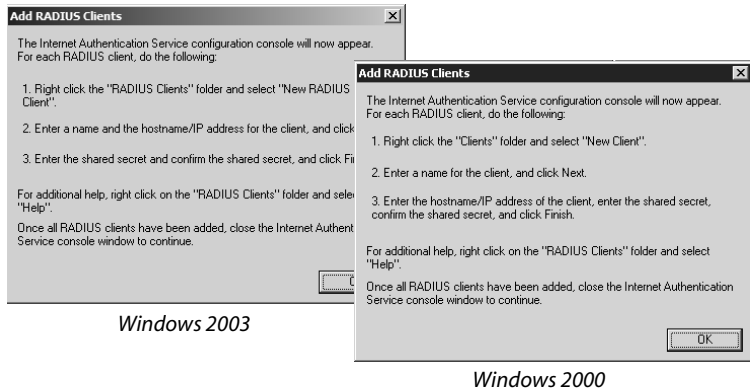 Add RADIUS Clients
The Internet Authentication Service configuration console will now appear.
For each RADIUS client, do the following:
1. Right click the "RADIUS Clients" folder and select "New RADIUS
Client".
2. Enter a name and the hostname/IP address for the client, and click
3. Enter the shared secret and confirm the shared secret, and click
For additional help, right click on the "RADIUS Clients" folder and
"Help".
Once all RADIUS clients have been added, close the Internet
Service console window to continue.
Windows 2003
Add RADIUS Clients
The Internet Authentication Service configuration console will now appear.
For each RADIUS client, do the following:
1. Right click the "Clients" folder and select "New Client".
2. Enter a name for the client, and click Next.
3. Enter the hostname/IP address of the client, enter the shared secret,
confirm the shared secret, and click Finish.
For additional help, right click on the "RADIUS Clients" folder and select
"Help".
Once all RADIUS clients have been added, close the Internet Authentication
Service console window to continue.
OK
Windows 2000